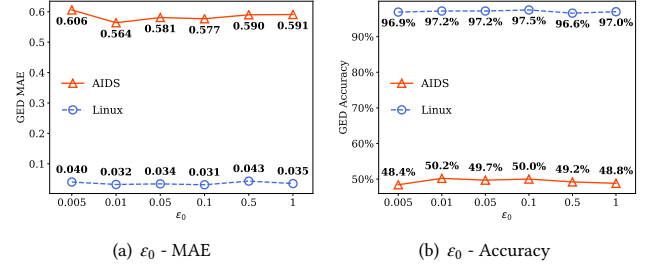 0.6
0.5
0.4
0.3
0.2
0.1
GED MAE
0.606
0.564
0.581
0.577
0.590
0.591
AIDS
Linux
0.040
0.032
0.034
0.031
0.043
0.035
0.005 0.01 0.05 0.1 0.5 1
ε0
(a) ε0 - MAE
90%
80%
70%
60%
50%
GED Accuracy
96.9%
97.2%
97.2%
97.5%
96.6%
97.0%
AIDS
Linux
48.4%
50.2%
49.7%
50.0%
49.2%
48.8%
0.005 0.01 0.05 0.1 0.5 1
ε0
(b) ε0 - Accuracy